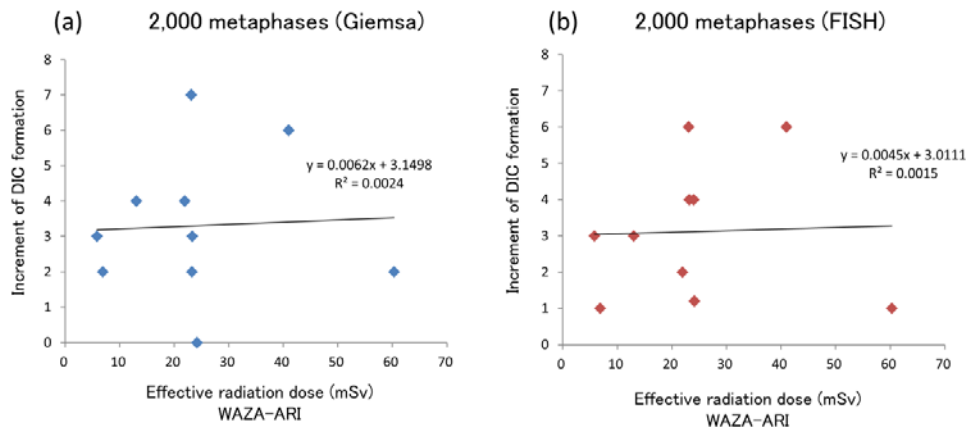 (a) 2,000 metaphases (Giemsa)
Increment of DIC formation
8
7
6
5
4
3
2
1
0
y = 0.0062x + 3.1498
R² = 0.0024
0 10 20 30 40 50 60 70
Effective radiation dose (mSv)
WAZA-ARI
(b) 2,000 metaphases (FISH)
Increment of DIC formation
8
7
6
5
4
3
2
1
0
y = 0.0045x + 3.0111
R² = 0.0015
0 10 20 30 40 50 60 70
Effective radiation dose (mSv)
WAZA-ARI